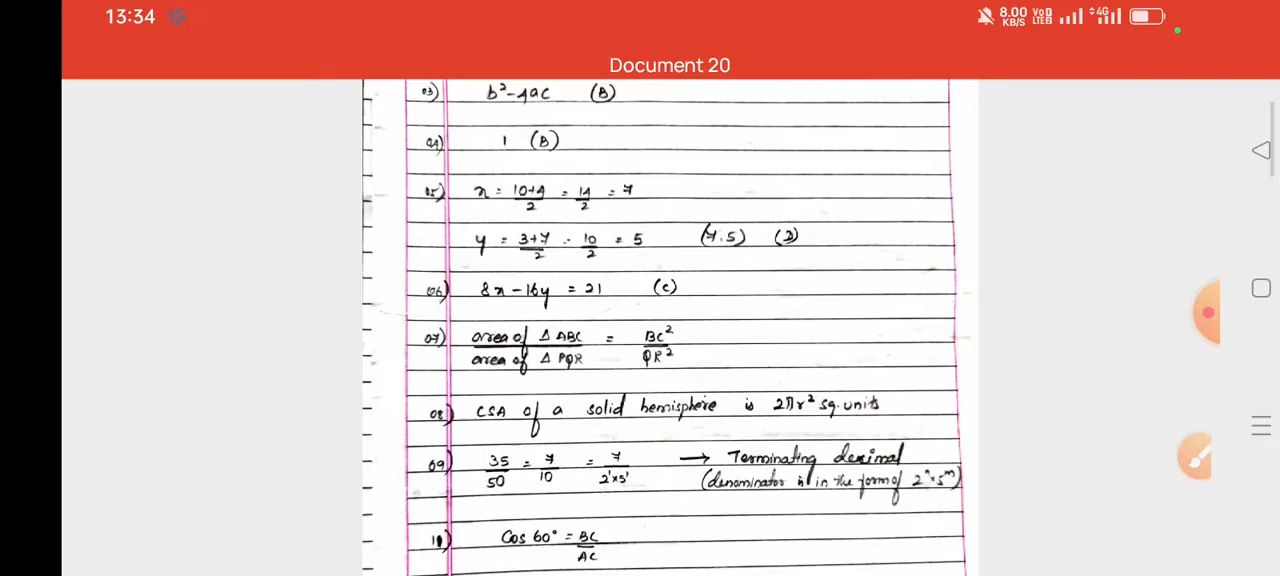 13:34 8.00 KB/S VoD LTE2 4G
Document 20
03) b²-4ac (B)
04) 1 (B)
05) x = 10+4/2 = 14/2 = 7
y = 3+7/2 = 10/2 = 5 (7,5) (D)
06) 8x - 16y = 21 (C)
07) area of Δ ABC / area of Δ PQR = BC² / QR²
08) CSA of a solid hemisphere is 2πr² sq.units
09) 35/50 = 7/10 = 7/2¹×5¹ → Terminating decimal
(denominator is in the form of 2ⁿ×5ᵐ)
10) Cos 60° = BC/AC